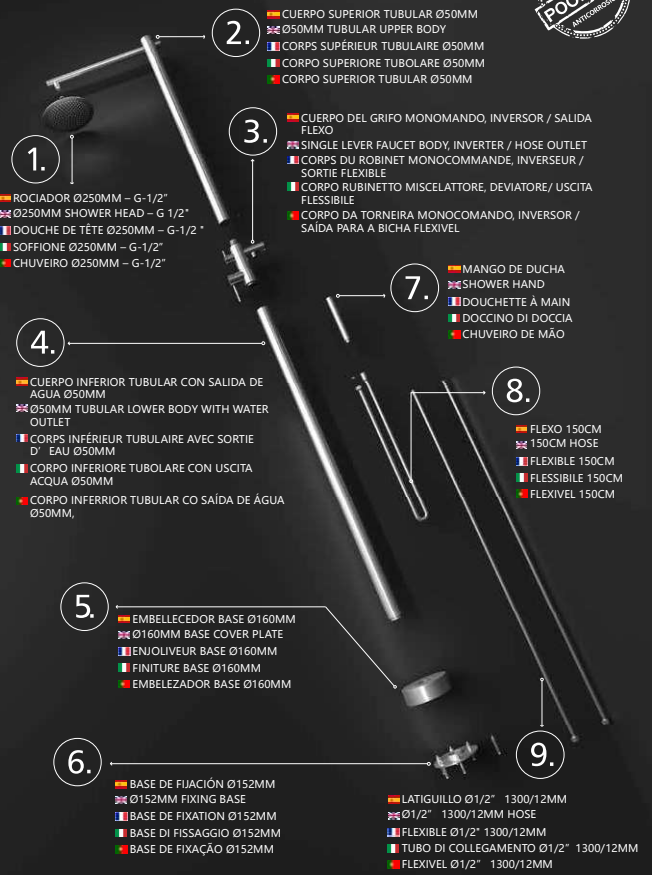 POO
ANTICORROSIO
2.
CUERPO SUPERIOR TUBULAR Ø50MM
Ø50MM TUBULAR UPPER BODY
CORPS SUPÉRIEUR TUBULAIRE Ø50MM
CORPO SUPERIORE TUBOLARE Ø50MM
CORPO SUPERIOR TUBULAR Ø50MM
3.
CUERPO DEL GRIFO MONOMANDO, INVERSOR / SALIDA
FLEXO
SINGLE LEVER FAUCET BODY, INVERTER / HOSE OUTLET
CORPS DU ROBINET MONOCOMMANDE, INVERSEUR /
SORTIE FLEXIBLE
CORPO RUBINETTO MISCELATTORE, DEVIATORE/ USCITA
FLESSIBILE
CORPO DA TORNEIRA MONOCOMANDO, INVERSOR /
SAÍDA PARA A BICHA FLEXIVEL
1.
ROCIADOR Ø250MM – G-1/2”
Ø250MM SHOWER HEAD – G 1/2"
DOUCHE DE TÊTE Ø250MM – G-1/2 "
SOFFIONE Ø250MM – G-1/2”
CHUVEIRO Ø250MM – G-1/2”
7.
MANGO DE DUCHA
SHOWER HAND
DOUCHETTE À MAIN
DOCCINO DI DOCCIA
CHUVEIRO DE MÃO
4.
CUERPO INFERIOR TUBULAR CON SALIDA DE
AGUA Ø50MM
Ø50MM TUBULAR LOWER BODY WITH WATER
OUTLET
CORPS INFÉRIEUR TUBULAIRE AVEC SORTIE
D’ EAU Ø50MM
CORPO INFERIORE TUBOLARE CON USCITA
ACQUA Ø50MM
CORPO INFERRIOR TUBULAR CO SAÍDA DE ÁGUA
Ø50MM,
8.
FLEXO 150CM
150CM HOSE
FLEXIBLE 150CM
FLESSIBILE 150CM
FLEXIVEL 150CM
5.
EMBELLECEDOR BASE Ø160MM
Ø160MM BASE COVER PLATE
ENJOLIVEUR BASE Ø160MM
FINITURE BASE Ø160MM
EMBELEZADOR BASE Ø160MM
6.
BASE DE FIJACIÓN Ø152MM
Ø152MM FIXING BASE
BASE DE FIXATION Ø152MM
BASE DI FISSAGGIO Ø152MM
BASE DE FIXAÇÃO Ø152MM
9.
LATIGUILLO Ø1/2” 1300/12MM
Ø1/2” 1300/12MM HOSE
FLEXIBLE Ø1/2" 1300/12MM
TUBO DI COLLEGAMENTO Ø1/2” 1300/12MM
FLEXIVEL Ø1/2” 1300/12MM